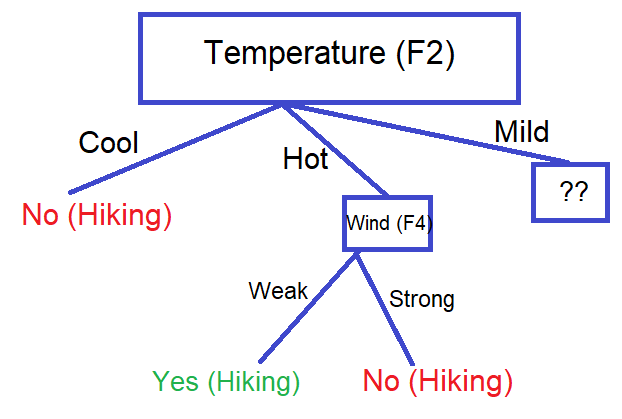 Temperature (F2)
Cool
Hot
Mild
No (Hiking)
Wind (F4)
??
Weak
Strong
Yes (Hiking)
No (Hiking)